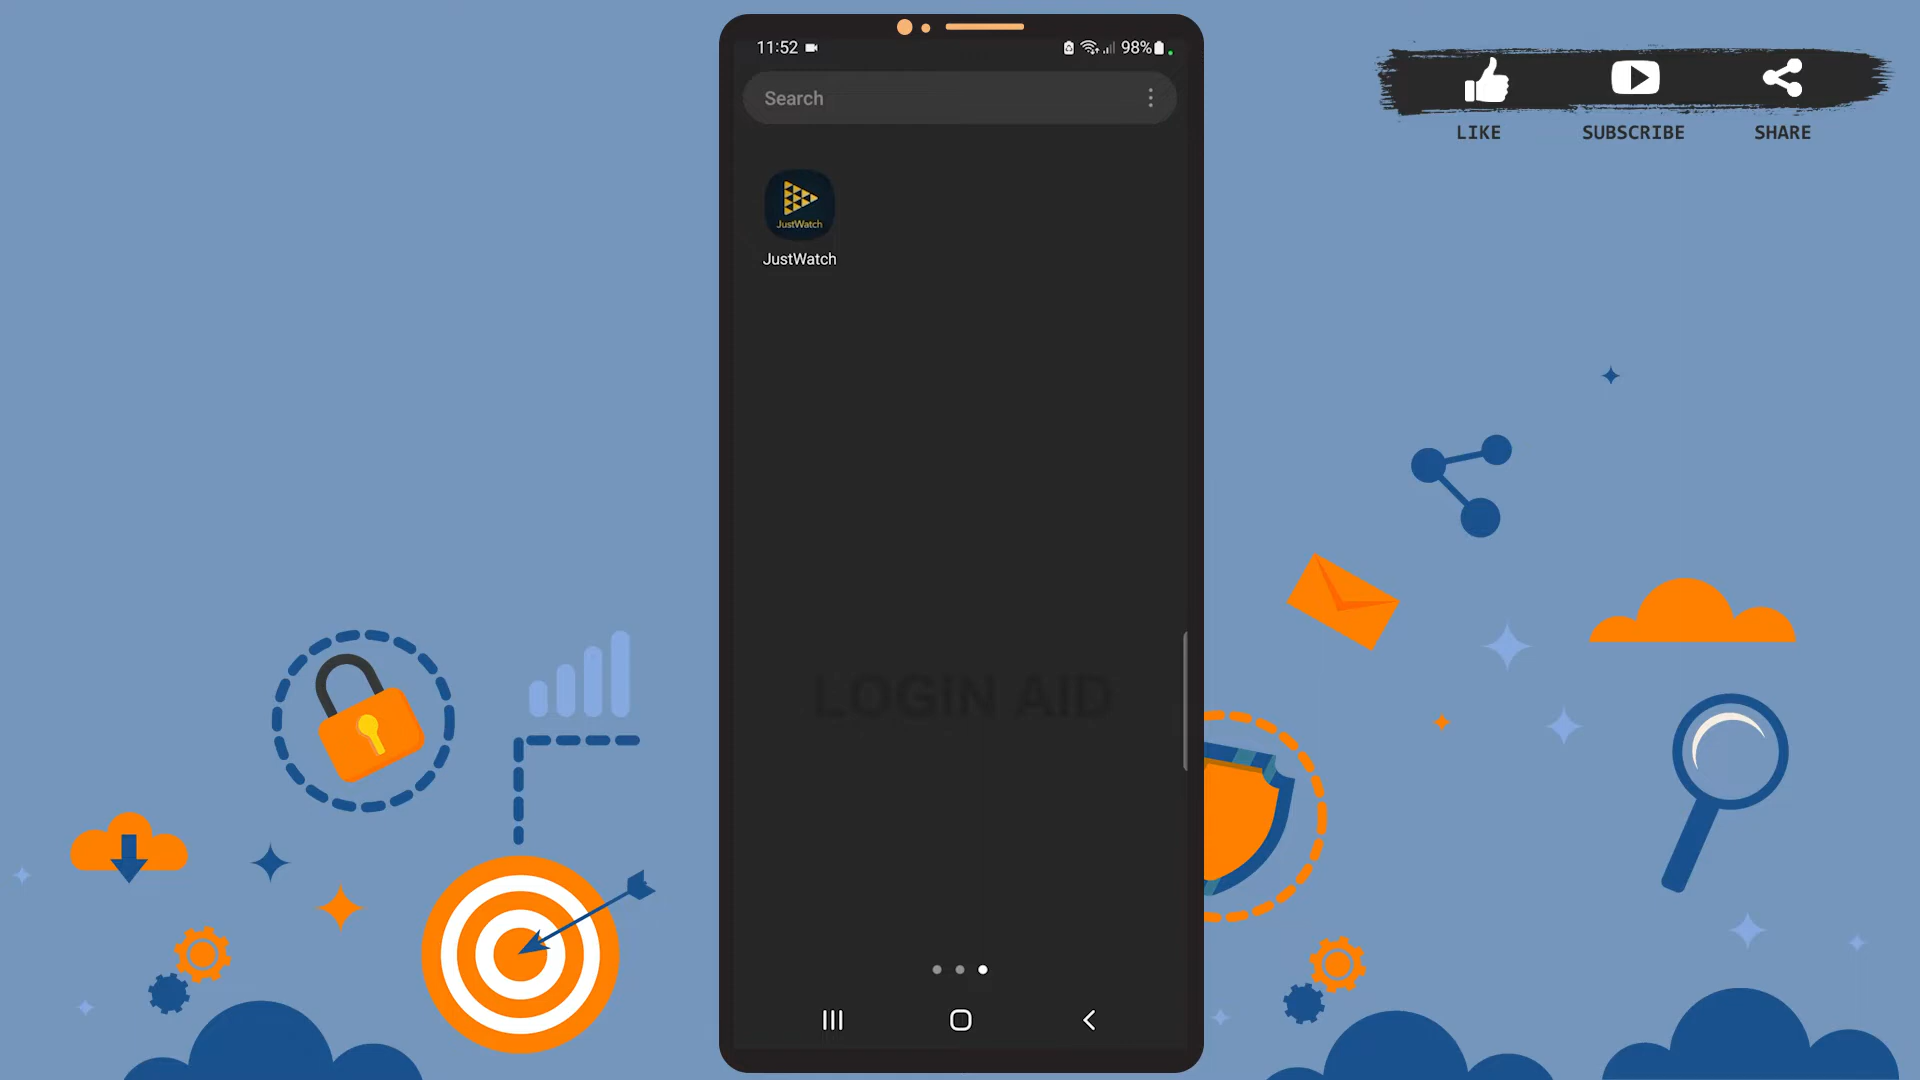 11:52
98%
Search
JustWatch
JustWatch
LIKE
SUBSCRIBE
SHARE
LOGIN AID